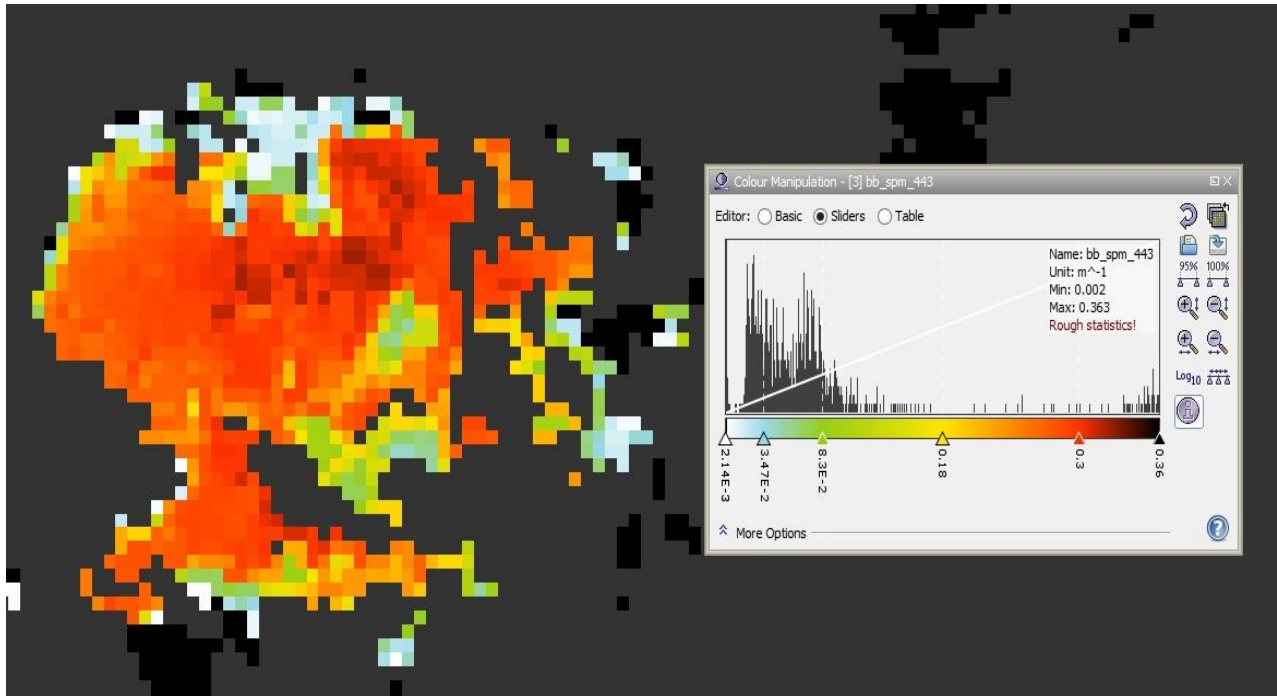 Colour Manipulation - [3] bb_spm_443
Editor: Basic Sliders Table
Name: bb_spm_443
Unit: m^-1
Min: 0.002
Max: 0.363
Rough statistics!
95% 100%
Log10
2.14E-3 3.47E-2 8.3E-2 0.18 0.3 0.36
More Options